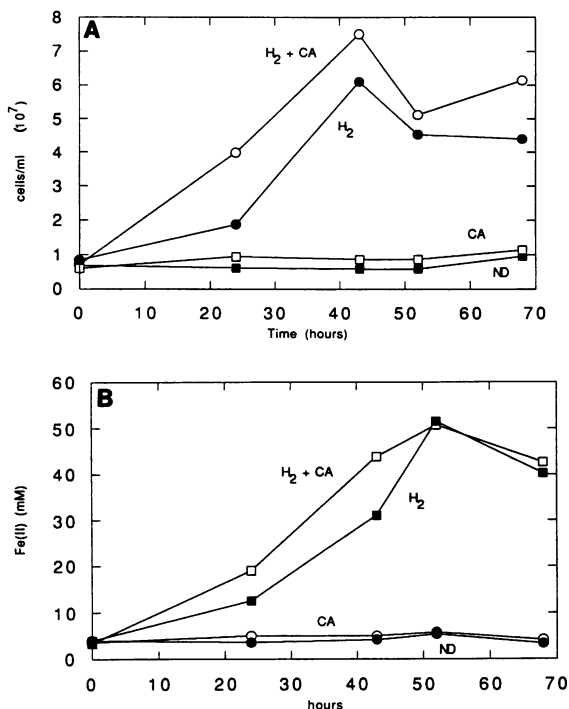 A
8
7
6
5
4
3
2
1
0
cells/ml (10⁷)
H₂ + CA
H₂
CA
ND
0 10 20 30 40 50 60 70
Time (hours)
B
60
50
40
30
20
10
0
Fe(II) (mM)
H₂ + CA
H₂
CA
ND
0 10 20 30 40 50 60 70
hours